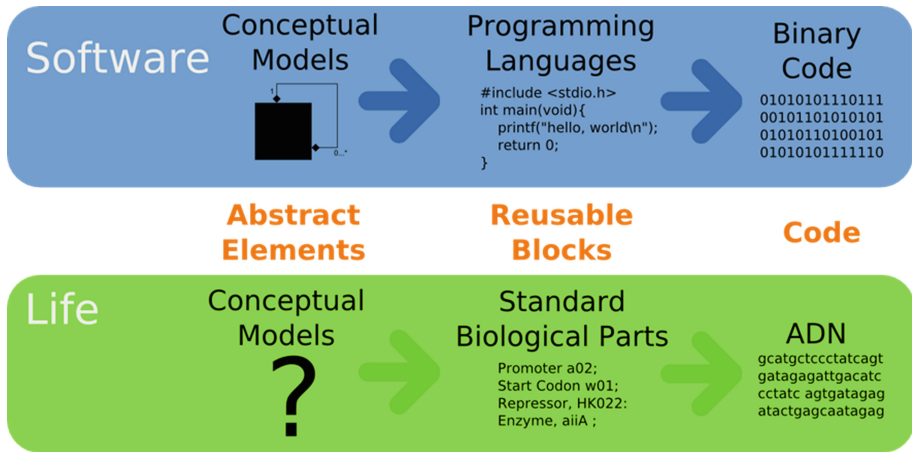 Software
Conceptual
Models
1
0...*
Programming
Languages
#include <stdio.h>
int main(void){
printf("hello, world\n");
return 0;
}
Binary
Code
01010101110111
00101101010101
01010110100101
01010101111110
Abstract
Elements
Reusable
Blocks
Code
Life
Conceptual
Models
?
Standard
Biological Parts
Promoter a02;
Start Codon w01;
Repressor, HK022:
Enzyme, aiiA ;
ADN
gcatgctccctatcagt
gatagagattgacatc
cctatc agtgatagag
atactgagcaatagag